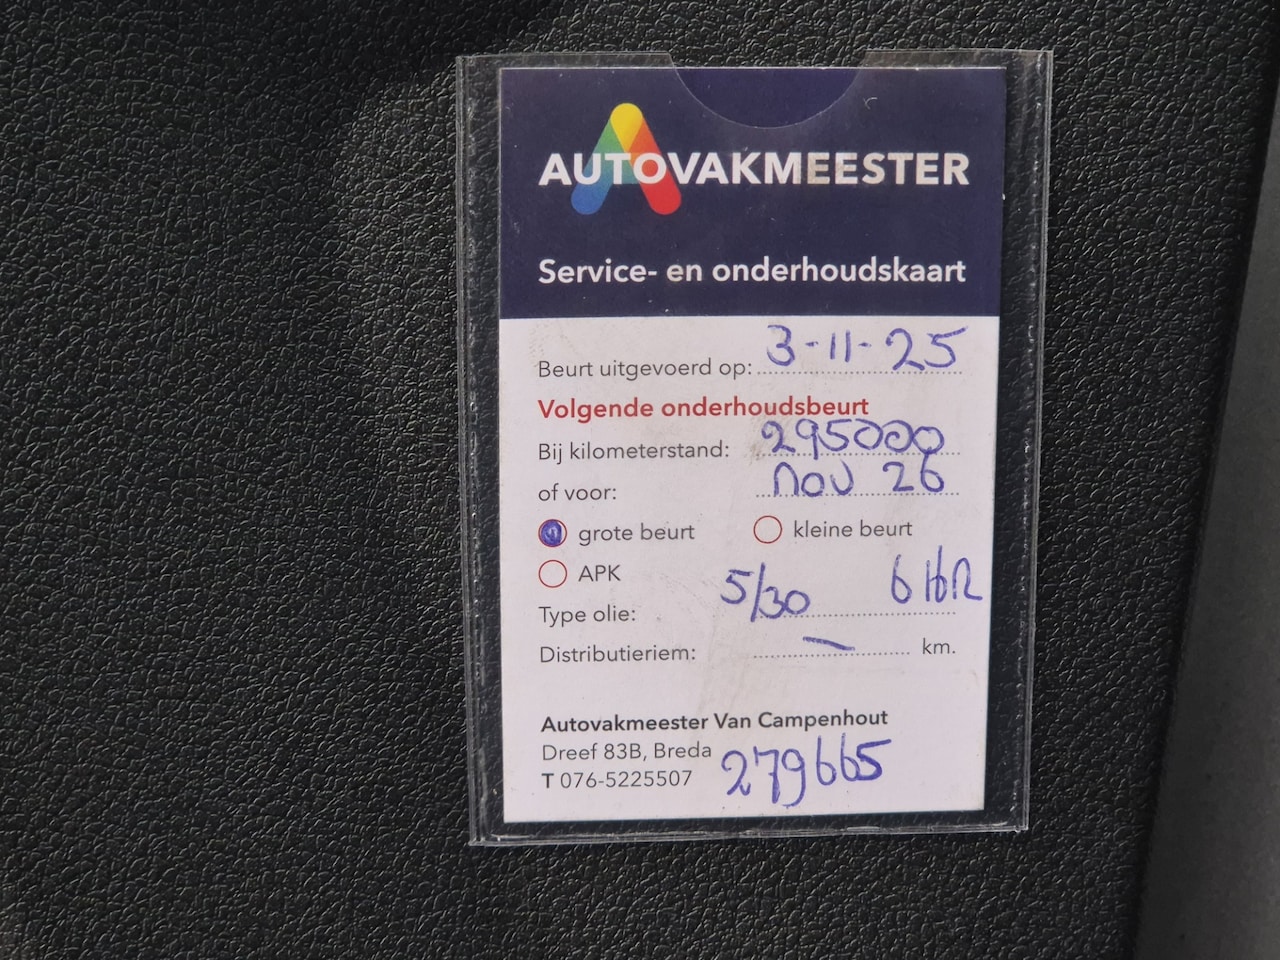 AUTOVAKMEESTER
Service- en onderhoudskaart
Beurt uitgevoerd op: 3-11-25
Volgende onderhoudsbeurt
Bij kilometerstand: 295000
of voor: nov 26
grote beurt kleine beurt
APK
Type olie: 5/30
Distributieriem: — km.
Autovakmeester Van Campenhout
Dreef 83B, Breda
T 076-5225507 279665